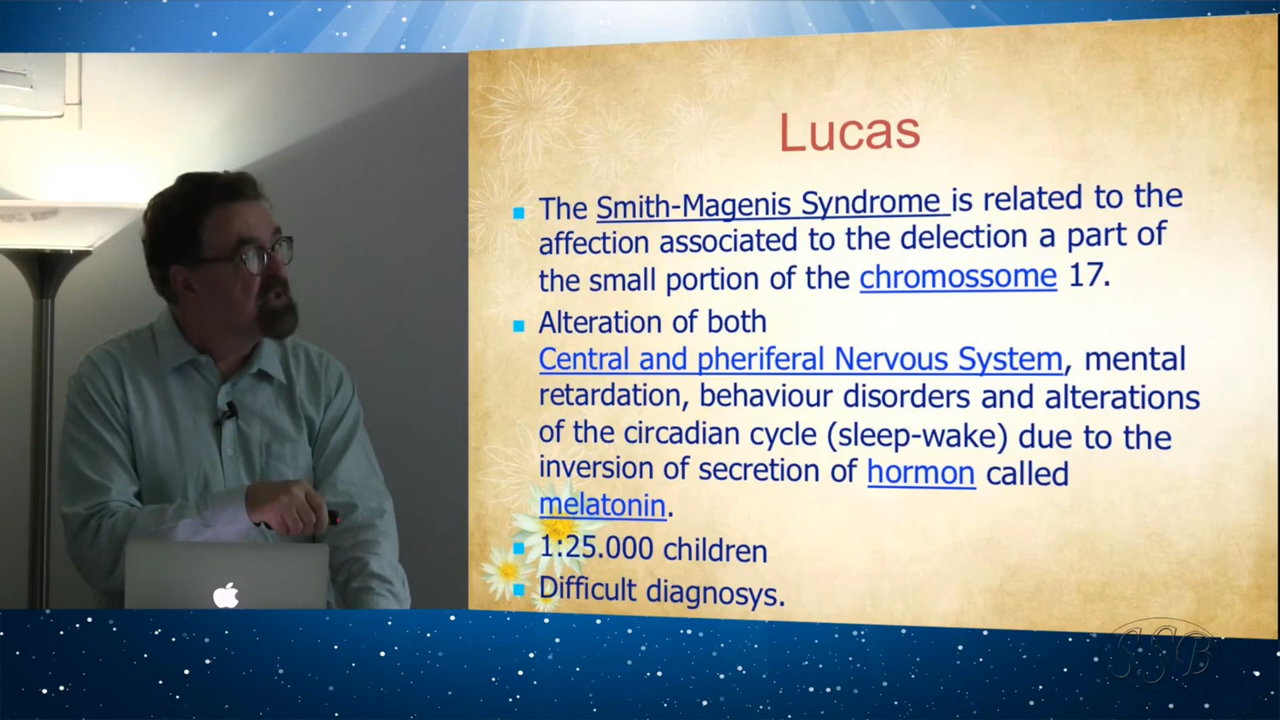 Lucas
The Smith-Magenis Syndrome is related to the
affection associated to the delection a part of
the small portion of the chromossome 17.
Alteration of both
Central and pheriferal Nervous System, mental
retardation, behaviour disorders and alterations
of the circadian cycle (sleep-wake) due to the
inversion of secretion of hormon called
melatonin.
1:25.000 children
Difficult diagnosys.
SSB